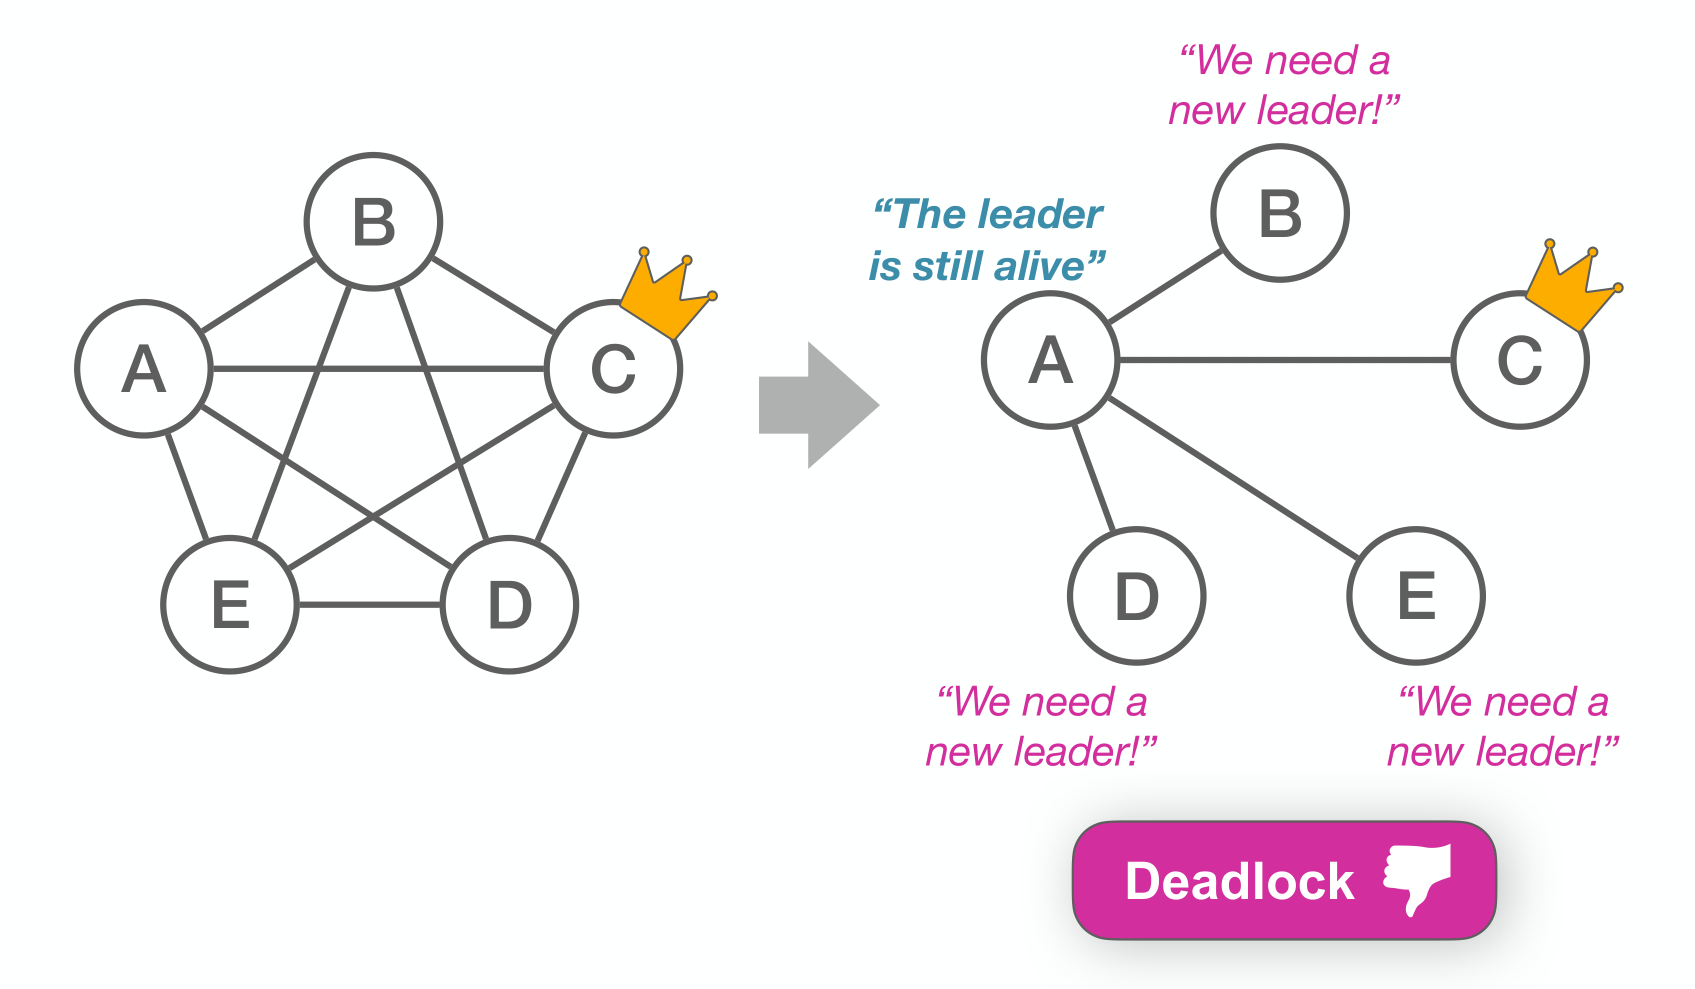 B
A
C
E
D
“We need a
new leader!”
“The leader
is still alive”
B
A
C
D
E
“We need a
new leader!”
“We need a
new leader!”
Deadlock